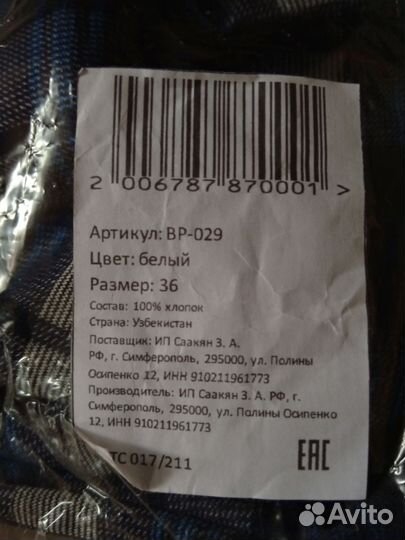 2 006787 870001 >
Артикул: ВР-029
Цвет: белый
Размер: 36
Состав: 100% хлопок
Страна: Узбекистан
Поставщик: ИП Саакян З. А.
РФ, г. Симферополь, 295000, ул. Полины
Осипенко 12, ИНН 910211961773
Производитель: ИП Саакян З. А. РФ, г.
Симферополь, 295000, ул. Полины Осипенко
12, ИНН 910211961773
ТС 017/211
ЕАС
Avito